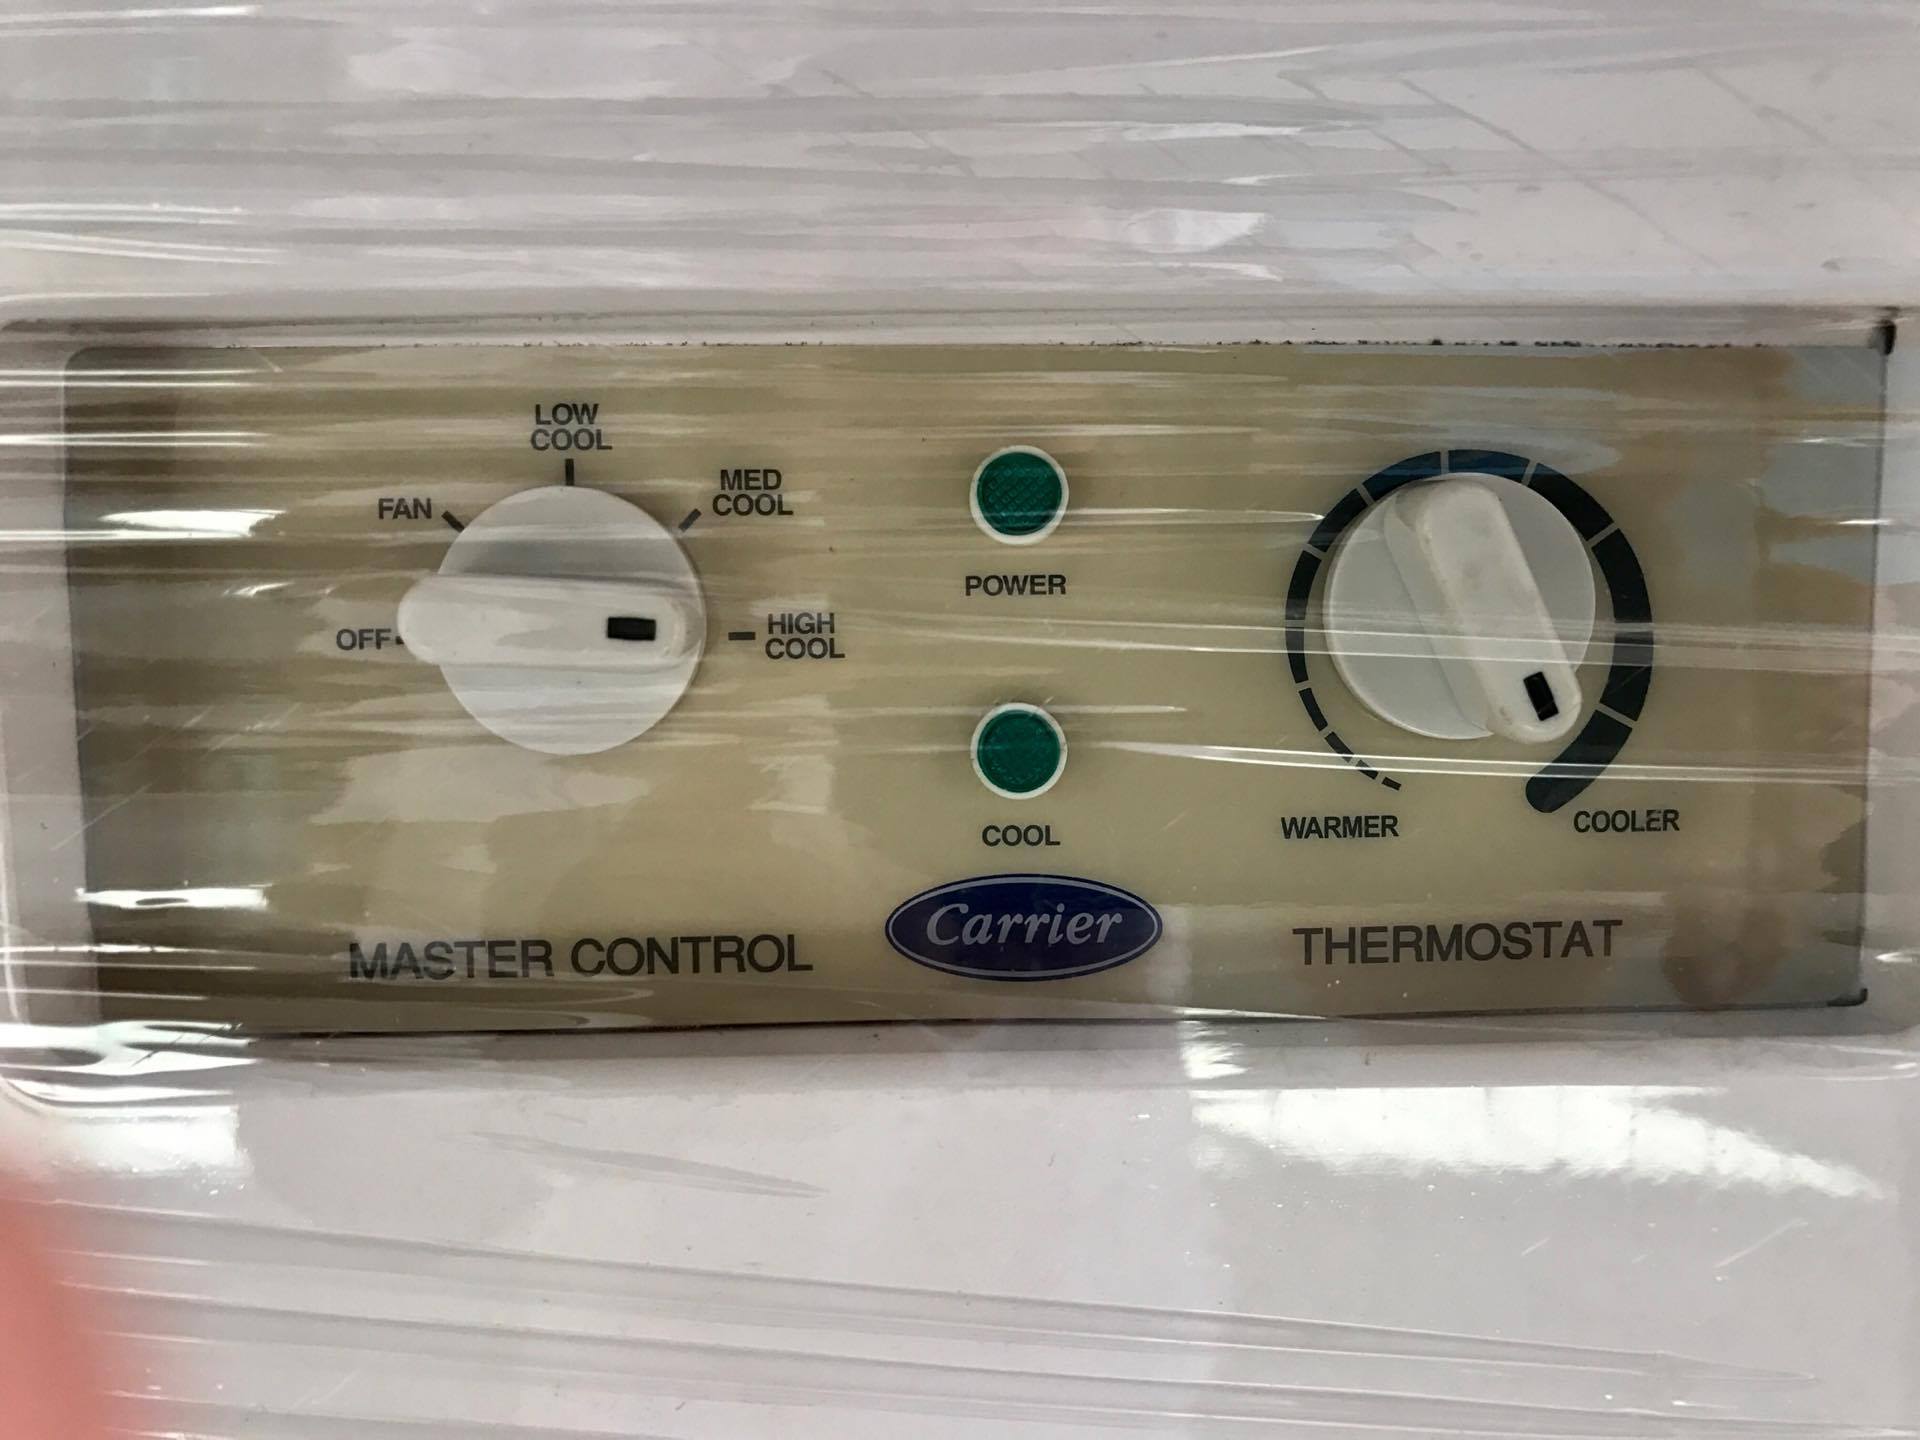 LOW
COOL
FAN
MED
COOL
OFF
HIGH
COOL
MASTER CONTROL
POWER
COOL
Carrier
WARMER
COOLER
THERMOSTAT